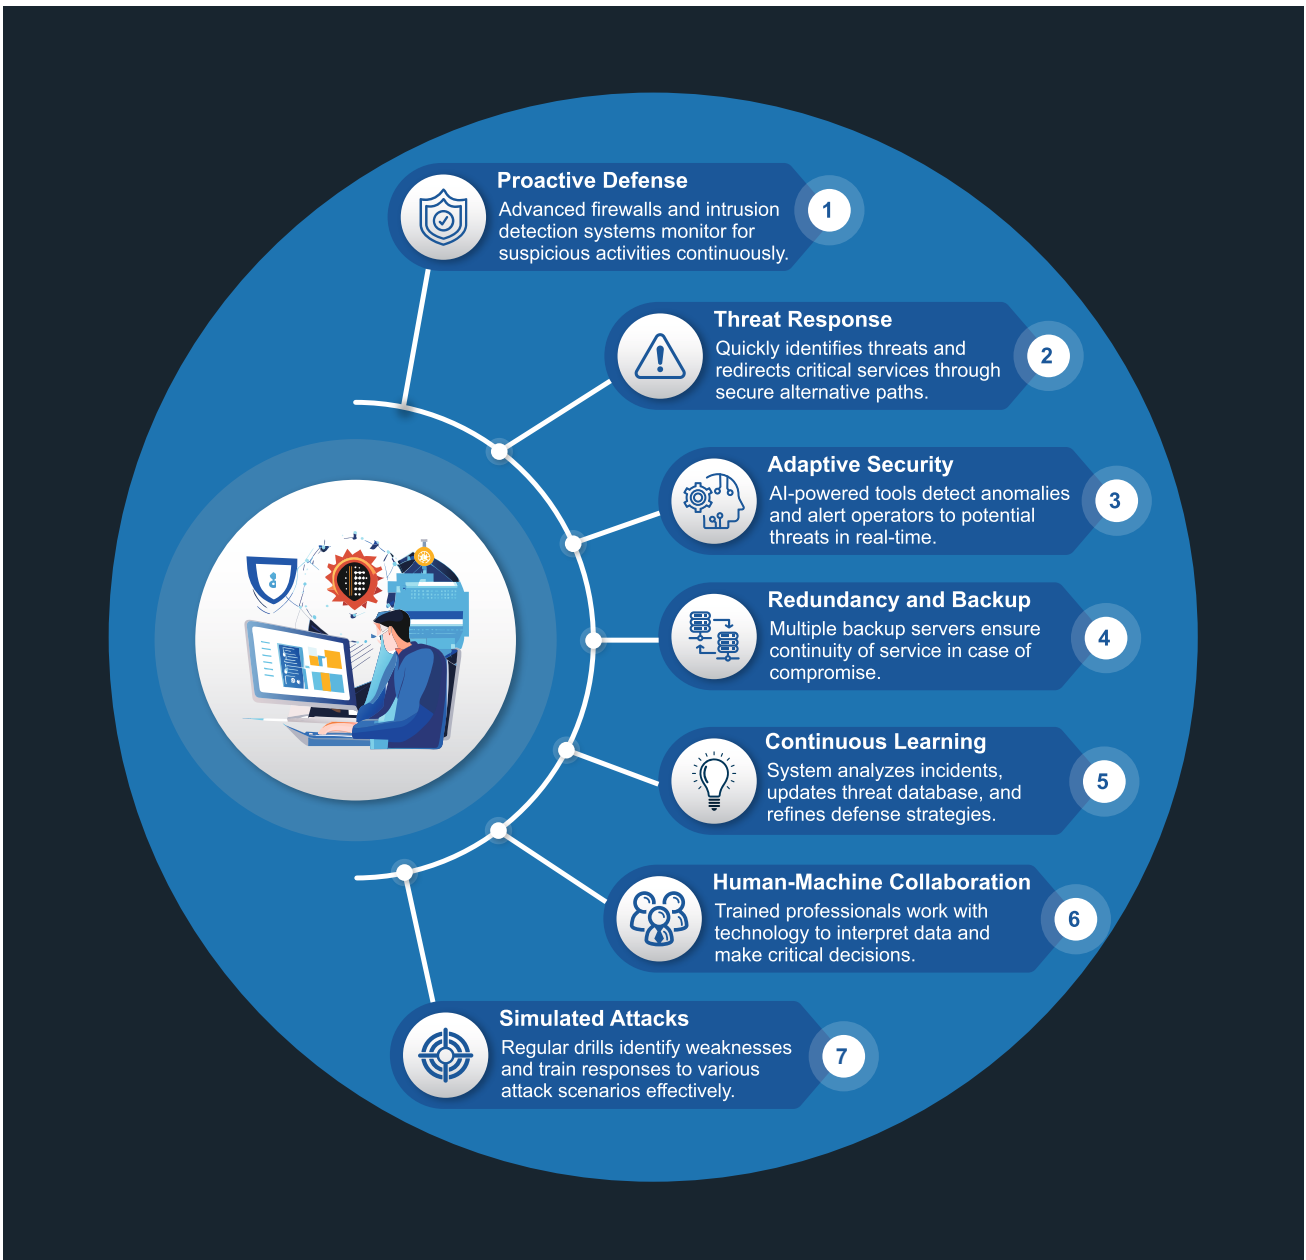 Proactive Defense
Advanced firewalls and intrusion
detection systems monitor for
suspicious activities continuously.
1
Threat Response
Quickly identifies threats and
redirects critical services through
secure alternative paths.
2
Adaptive Security
AI-powered tools detect anomalies
and alert operators to potential
threats in real-time.
3
Redundancy and Backup
Multiple backup servers ensure
continuity of service in case of
compromise.
4
Continuous Learning
System analyzes incidents,
updates threat database, and
refines defense strategies.
5
Human-Machine Collaboration
Trained professionals work with
technology to interpret data and
make critical decisions.
6
Simulated Attacks
Regular drills identify weaknesses
and train responses to various
attack scenarios effectively.
7